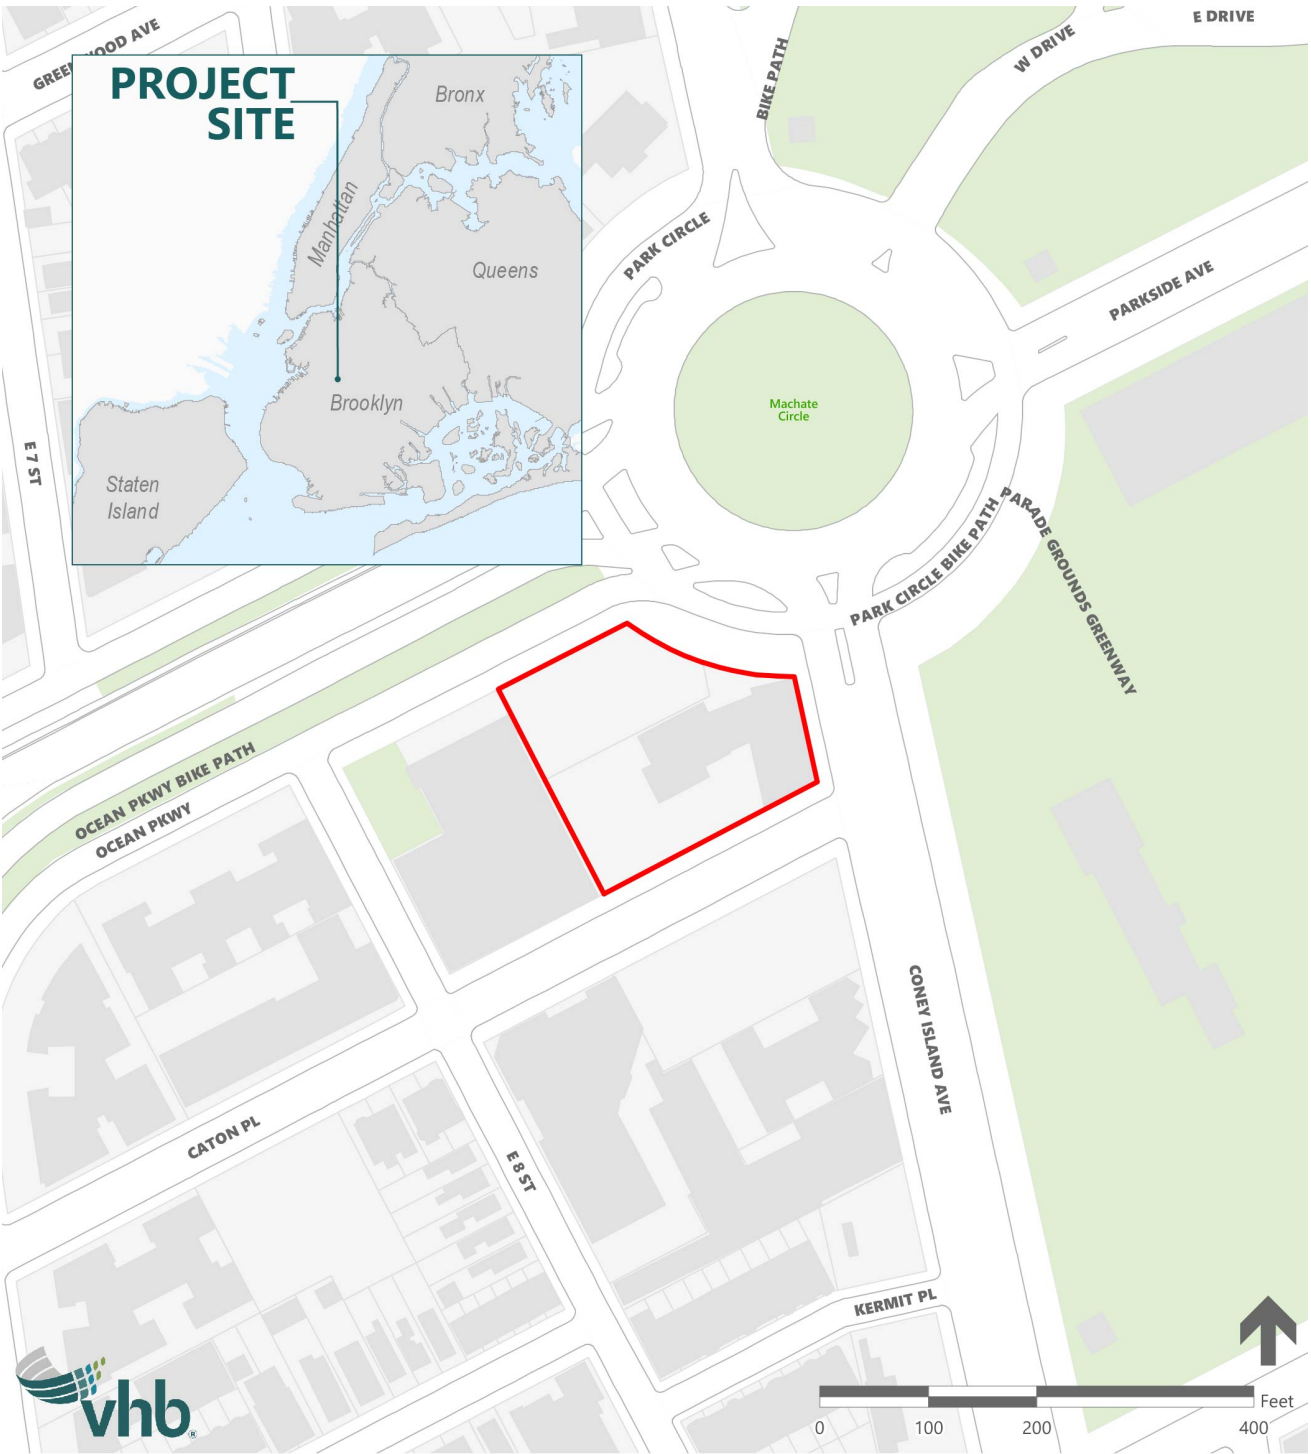 E DRIVE
W DRIVE
BIKE PATH
PROJECT
SITE
Bronx
Manhattan
Queens
Brooklyn
Staten
Island
PARK CIRCLE
PARKSIDE AVE
Machate
Circle
E 7 ST
PARK CIRCLE BIKE PATH
PARADE GROUNDS GREENWAY
OCEAN PKWY BIKE PATH
OCEAN PKWY
CONEY ISLAND AVE
CATON PL
E 8 ST
KERMIT PL
vhb®
Feet
0 100 200 400